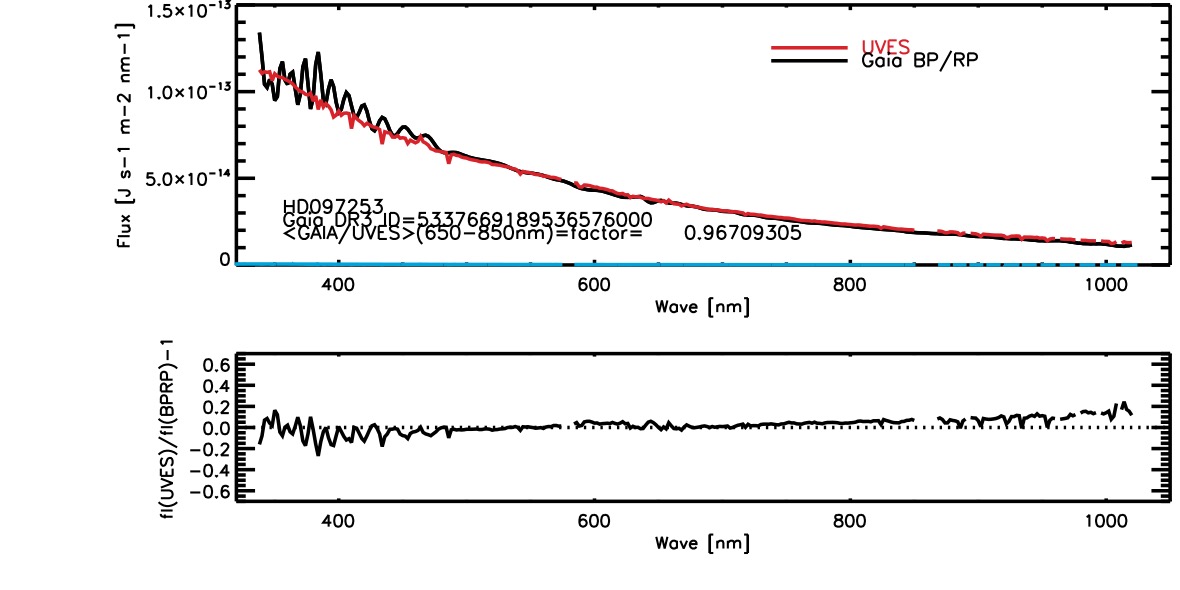 1.5×10−13
1.0×10−13
5.0×10−14
0
Flux [J s−1 m−2 nm−1]
UVES
Gaia BP/RP
HD097253
Gaia DR3 ID=5337669189536576000
<GAIA/UVES>(650−850nm)=factor= 0.96709305
400 600 800 1000
Wave [nm]
fl(UVES)/fl(BPRP)−1
0.6
0.4
0.2
0.0
−0.2
−0.4
−0.6
400 600 800 1000
Wave [nm]